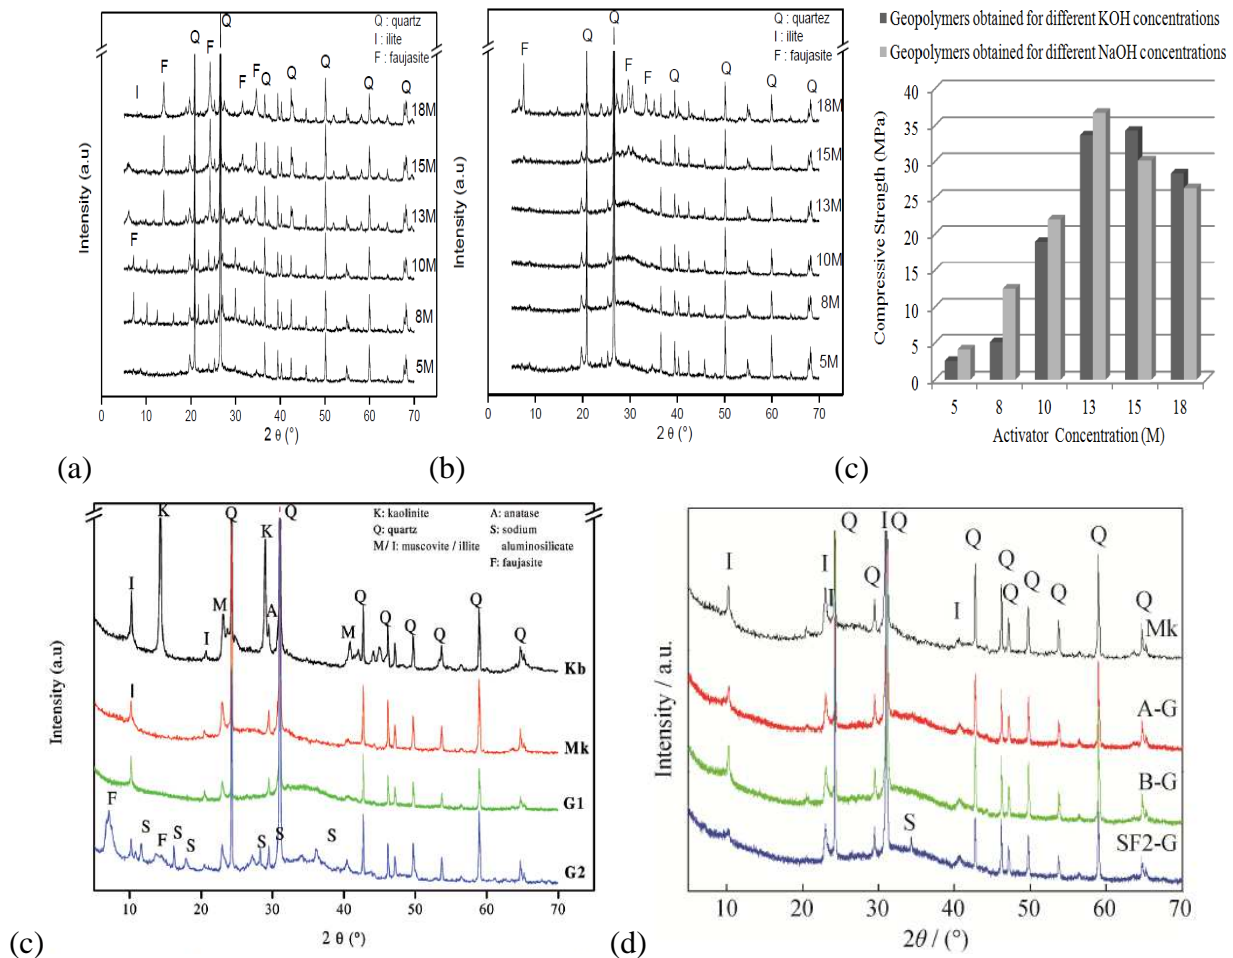 Q : quartz
I : ilite
F : faujasite
Q
Q
F
F
I
F
F
Q
Q
Q
Q
Q
18M
15M
13M
F
10M
8M
5M
Intensity (a.u)
0 10 20 30 40 50 60 70
2 θ (°)
(a)
Q : quartez
I : ilite
F : faujasite
Q
Q
F
F
F
Q
Q
Q
Q
18M
15M
13M
10M
8M
5M
Intensity (a.u)
0 10 20 30 40 50 60 70
2 θ (°)
(b)
Geopolymers obtained for different KOH concentrations
Geopolymers obtained for different NaOH concentrations
Compressive Strength (MPa)
40
35
30
25
20
15
10
5
0
5 8 10 13 15 18
Activator Concentration (M)
(c)
K: kaolinite A: anatase
Q: quartz S: sodium
M/ I: muscovite / illite aluminosilicate
F: faujasite
K
Q
Q
K
I
M
A
I
M
Q
Q
Q
Q
Q
Q
Kb
I
Mk
G1
F
S
F
S
S
S
S
S
G2
Intensity (a.u)
10 20 30 40 50 60 70
2 θ (°)
(c)
Q
I Q
Q
Q
I
I
I
Q
I
Q
Q
Q
Q
Q
Mk
A-G
B-G
S
SF2-G
Intensity / a.u.
10 20 30 40 50 60 70
2θ / (°)
(d)